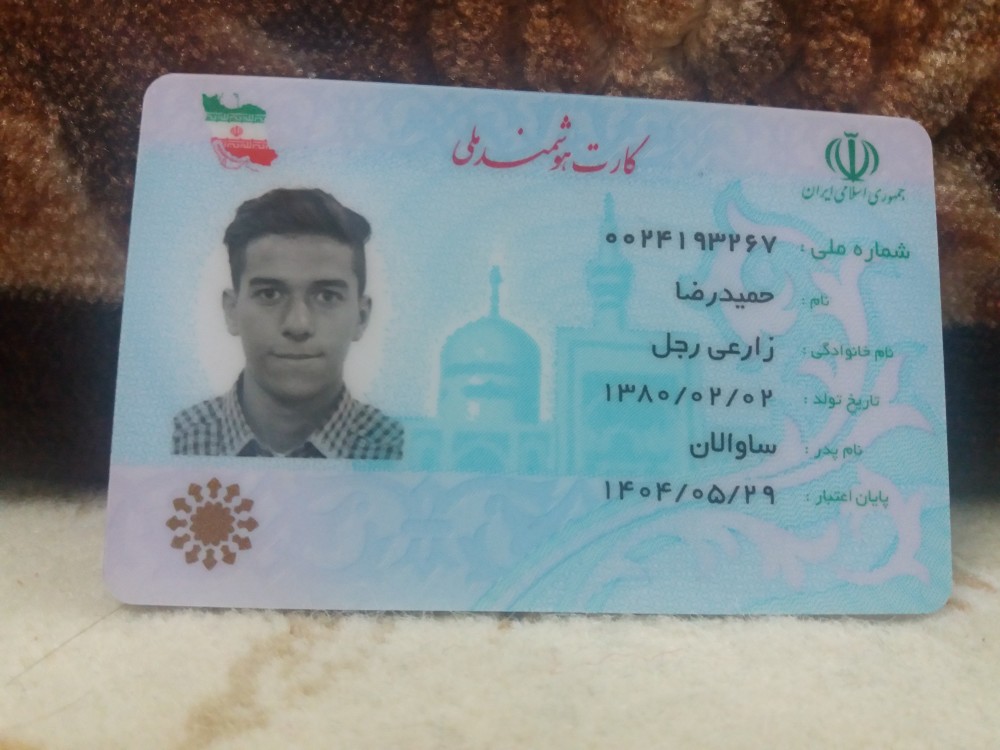 کارت هوشمند ملی
جمهوری اسلامی ایران
شماره ملی : ۰۰۲۴۱۹۳۲۶۷
نام : حمیدرضا
نام خانوادگی : زارعی رجل
تاریخ تولد : ۱۳۸۰/۰۲/۰۲
نام پدر : ساوالان
پایان اعتبار : ۱۴۰۴/۰۵/۲۹